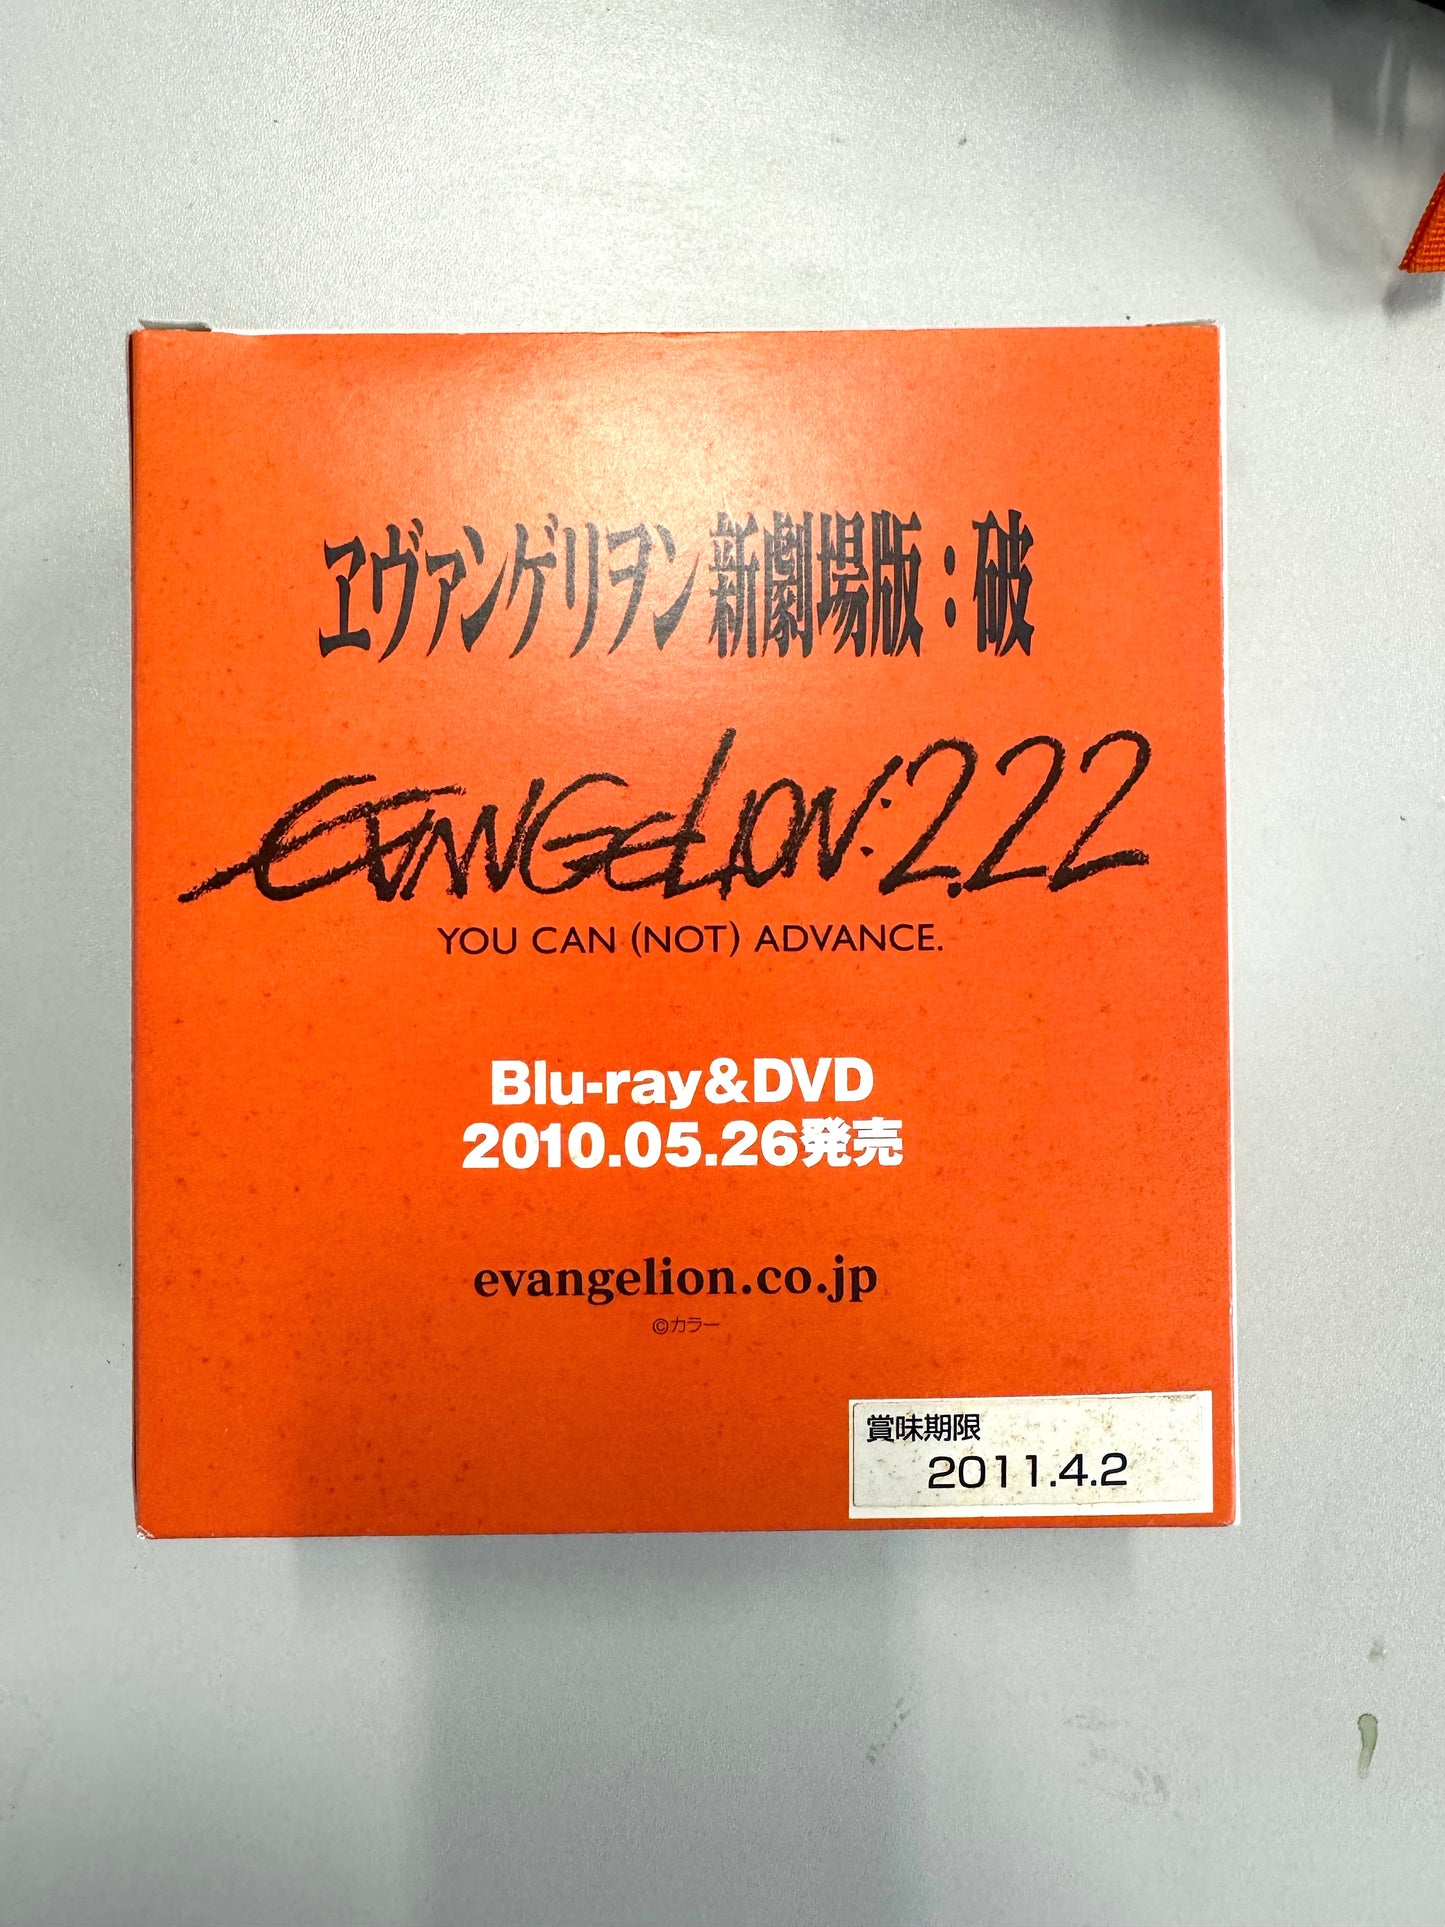 ヱヴァンゲリヲン新劇場版：破
EVANGELION:2.22
YOU CAN (NOT) ADVANCE.
Blu-ray&DVD
2010.05.26発売
evangelion.co.jp
©カラー
賞味期限
2011.4.2